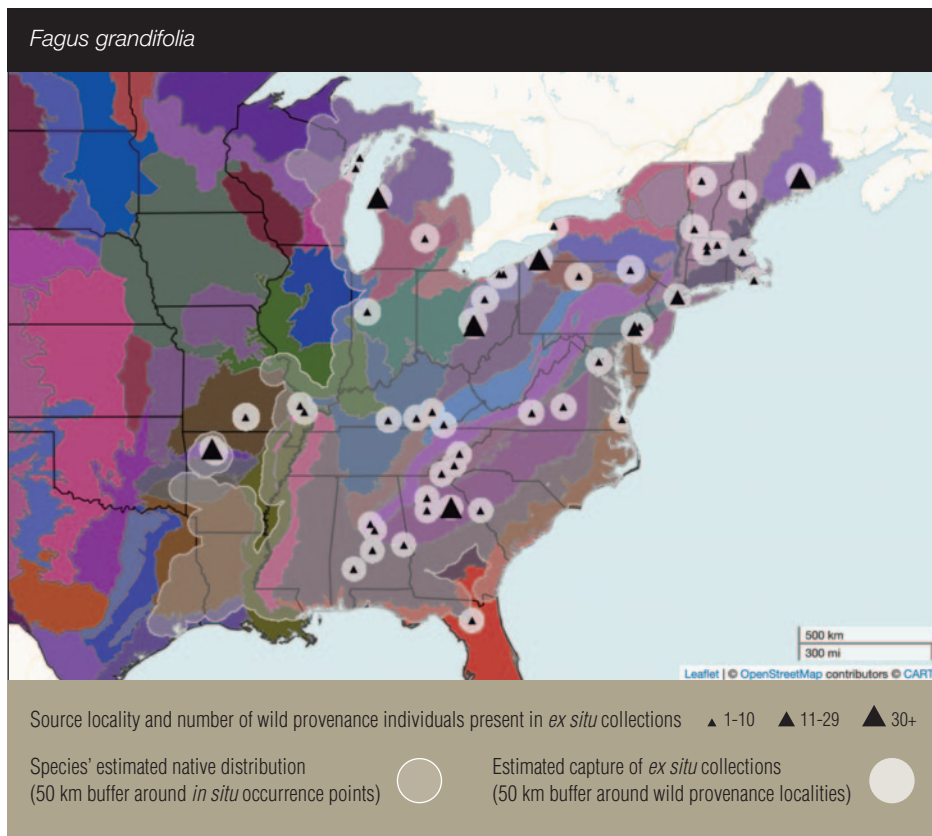 Fagus grandifolia
500 km
300 mi
Leaflet | © OpenStreetMap contributors © CART
Source locality and number of wild provenance individuals present in ex situ collections ▲ 1-10 ▲ 11-29 ▲ 30+
Species' estimated native distribution
(50 km buffer around in situ occurrence points)
Estimated capture of ex situ collections
(50 km buffer around wild provenance localities)